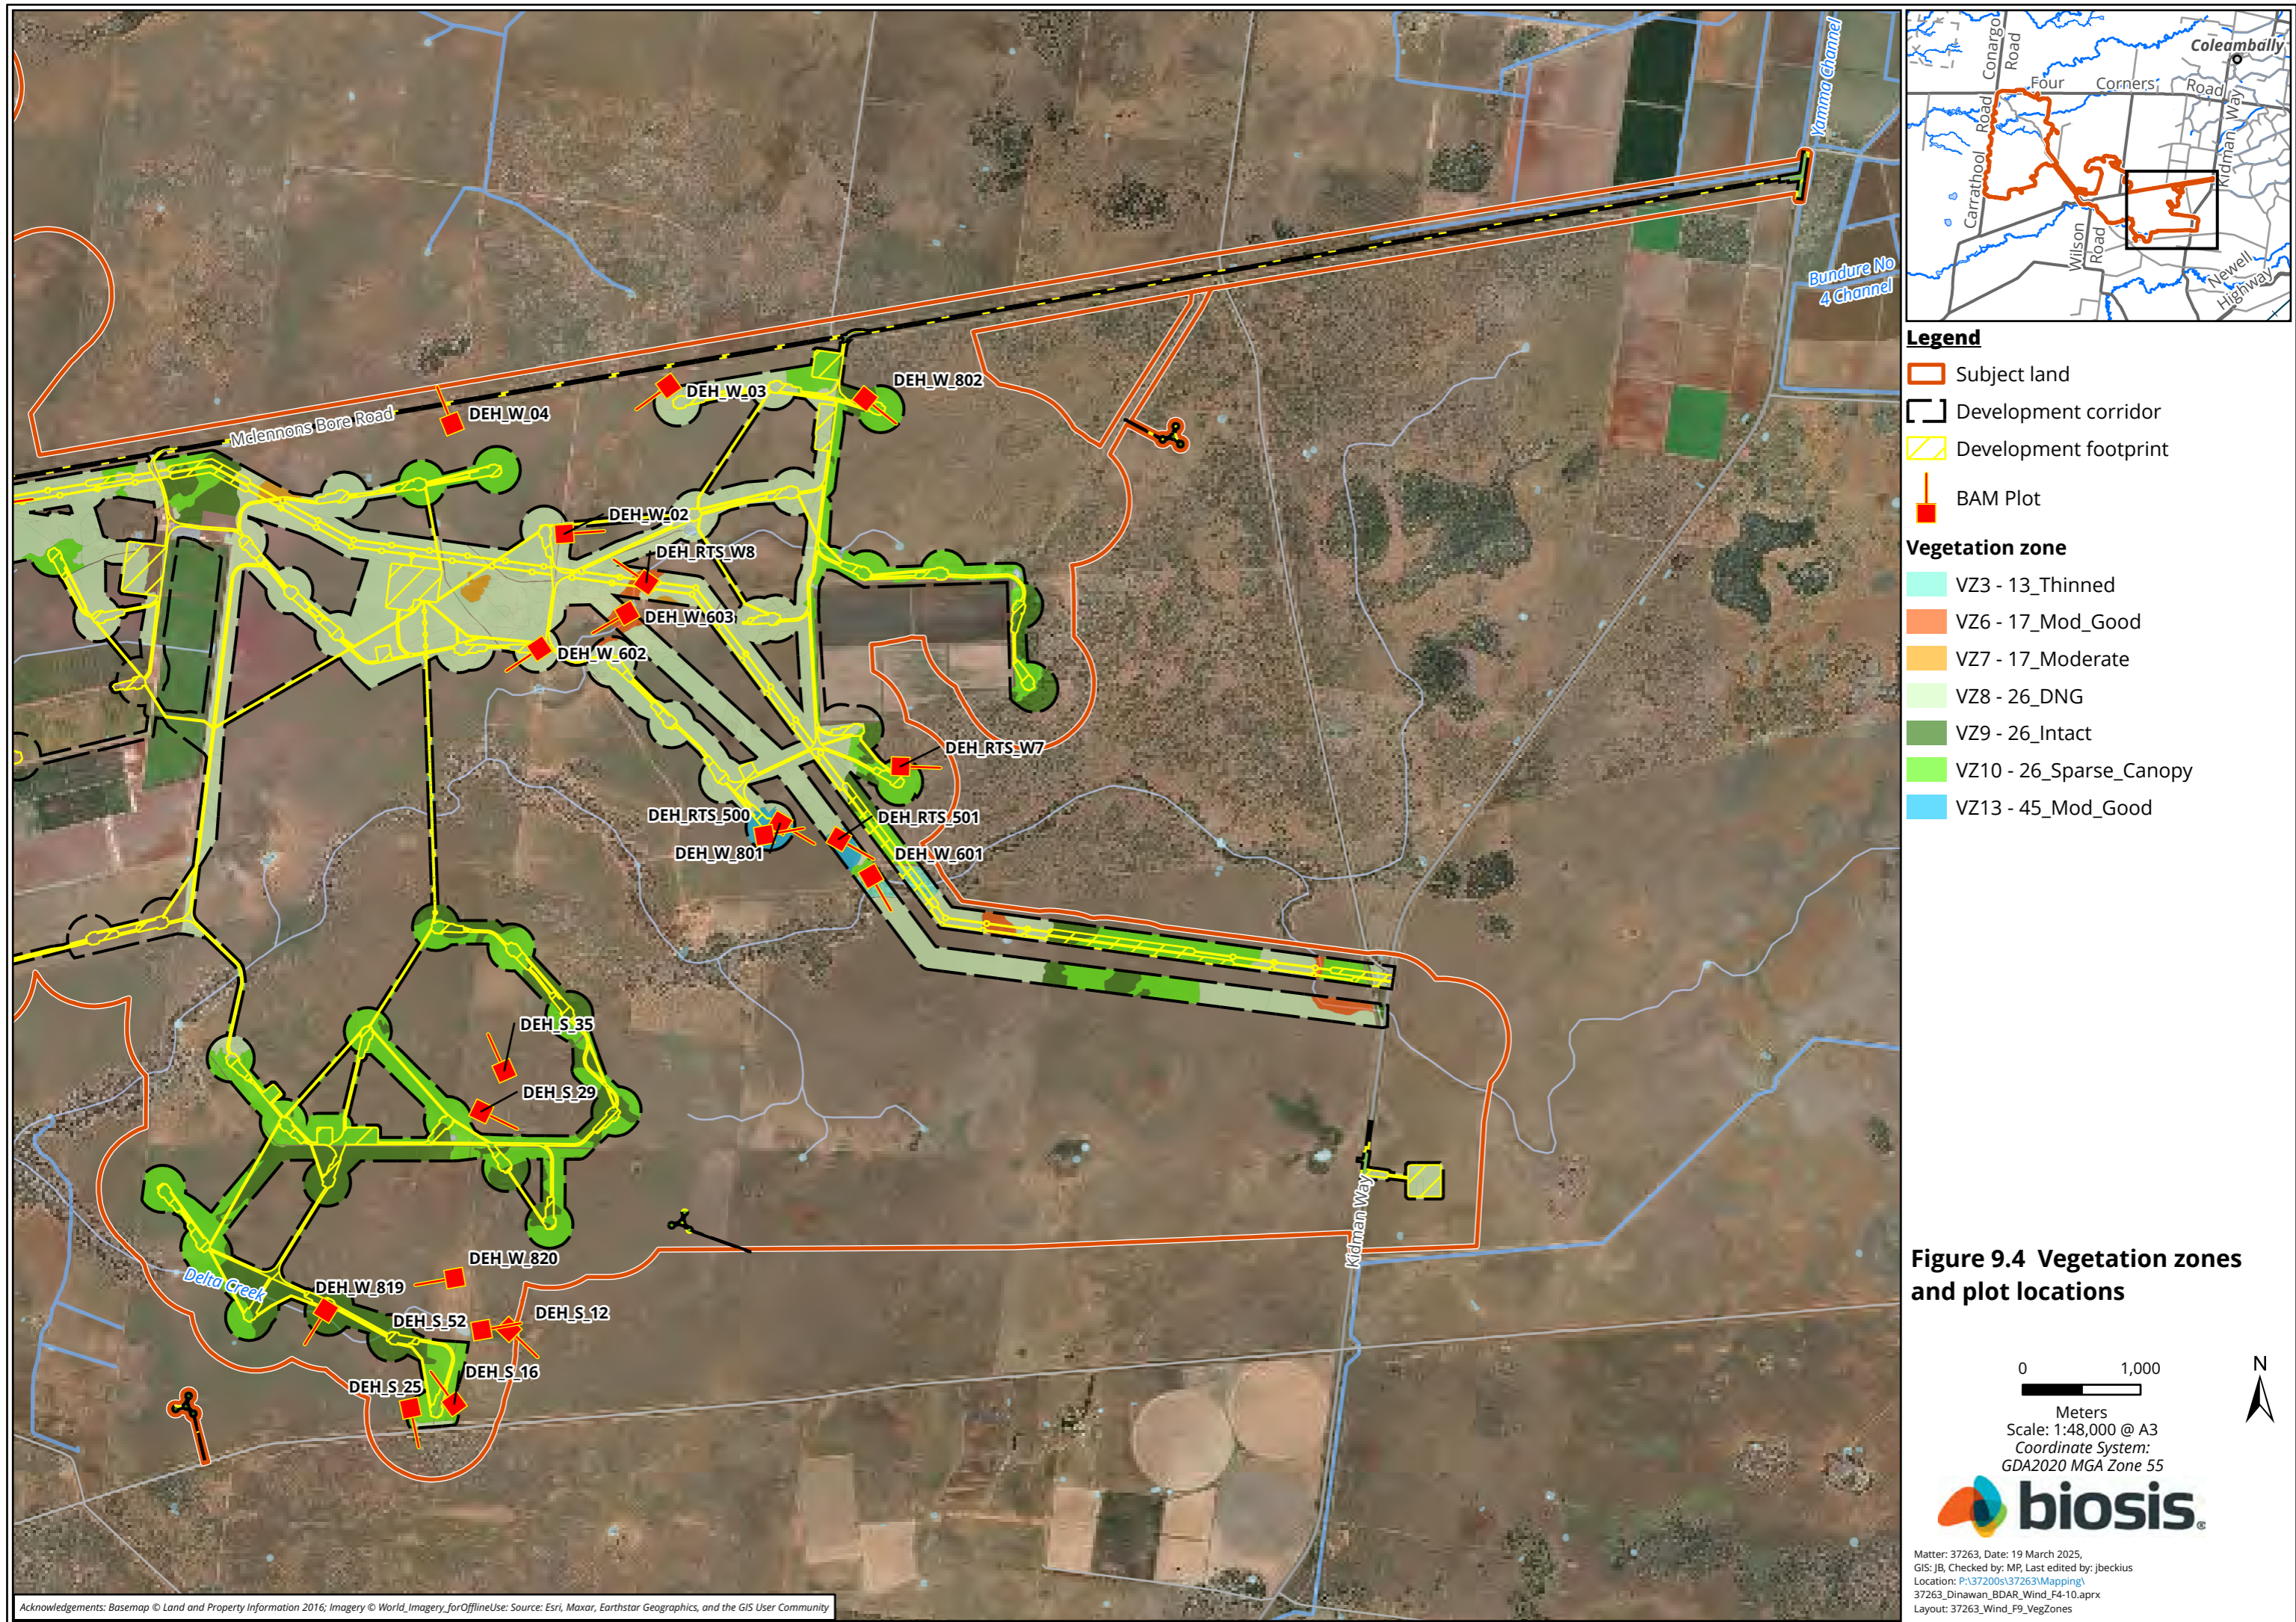 Yamma Channel
Bundure No
4 Channel
DEH_W_802
DEH_W_03
DEH_W_04
Mclennons Bore Road
DEH_W_02
DEH_RTS_W8
DEH_W_603
DEH_W_602
DEH_RTS_W7
DEH_RTS_500
DEH_RTS_501
DEH_W_801
DEH_W_601
DEH_S_35
DEH_S_29
Kidman Way
DEH_W_820
Delta Creek
DEH_W_819
DEH_S_52
DEH_S_12
DEH_S_16
DEH_S_25
Acknowledgements: Basemap © Land and Property Information 2016; Imagery © World_Imagery_forOfflineUse: Source: Esri, Maxar, Earthstar Geographics, and the GIS User Community
Conargo
Road
Coleambally
Four Corners Road
Carrathool Road
Kidman Way
Wilson
Road
Newell
Highway
Legend
Subject land
Development corridor
Development footprint
BAM Plot
Vegetation zone
VZ3 - 13_Thinned
VZ6 - 17_Mod_Good
VZ7 - 17_Moderate
VZ8 - 26_DNG
VZ9 - 26_Intact
VZ10 - 26_Sparse_Canopy
VZ13 - 45_Mod_Good
Figure 9.4 Vegetation zones
and plot locations
0 1,000
N
Meters
Scale: 1:48,000 @ A3
Coordinate System:
GDA2020 MGA Zone 55
biosis®
Matter: 37263, Date: 19 March 2025,
GIS: JB, Checked by: MP, Last edited by: jbeckius
Location: P:\37200s\37263\Mapping\
37263_Dinawan_BDAR_Wind_F4-10.aprx
Layout: 37263_Wind_F9_VegZones